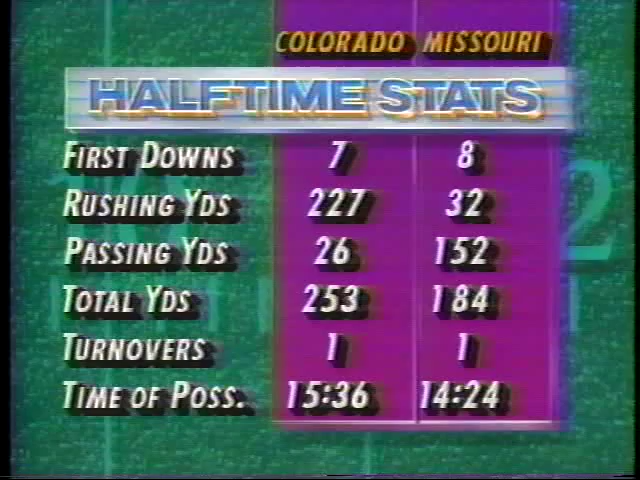 COLORADO MISSOURI
HALFTIME STATS
FIRST DOWNS 7 8
RUSHING YDS 227 32
PASSING YDS 26 152
TOTAL YDS 253 184
TURNOVERS 1 1
TIME OF POSS. 15:36 14:24